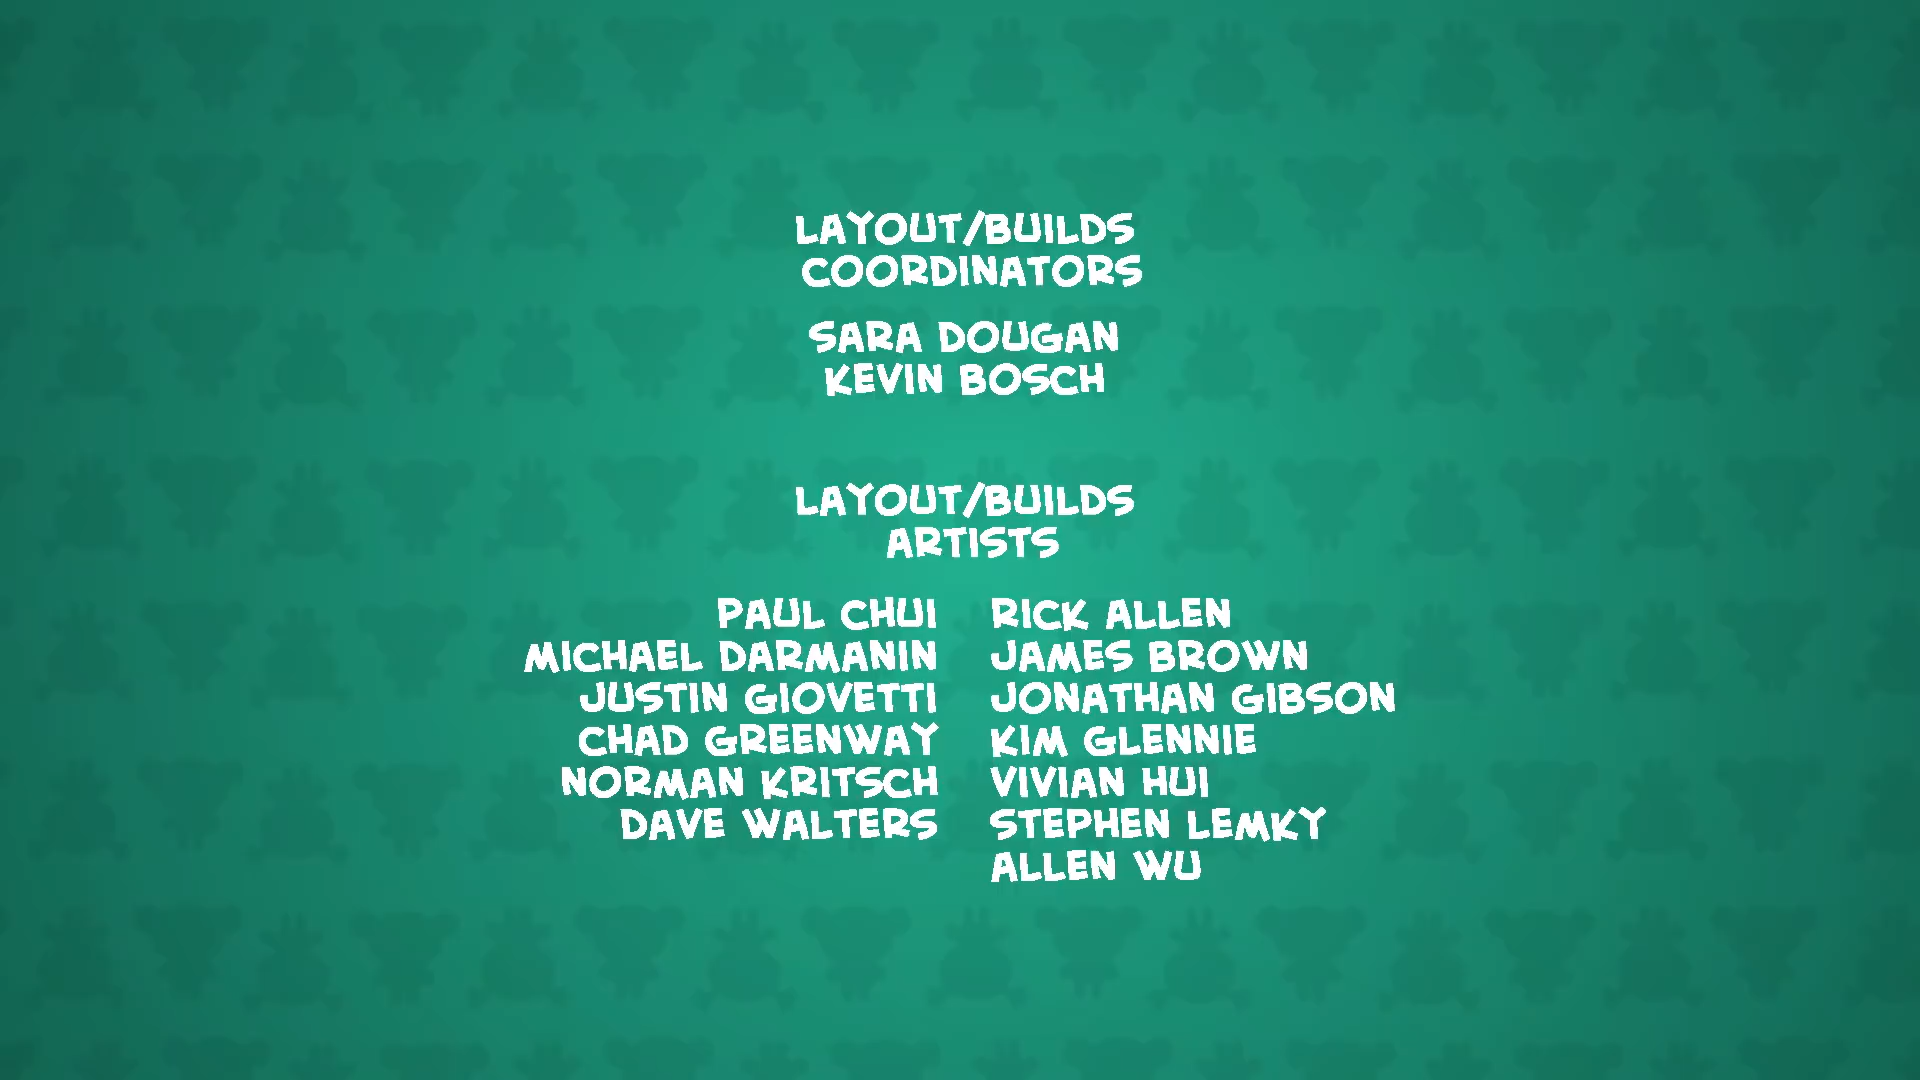 LAYOUT/BUILDS
COORDINATORS
SARA DOUGAN
KEVIN BOSCH
LAYOUT/BUILDS
ARTISTS
PAUL CHUI
MICHAEL DARMANIN
JUSTIN GIOVETTI
CHAD GREENWAY
NORMAN KRITSCH
DAVE WALTERS
RICK ALLEN
JAMES BROWN
JONATHAN GIBSON
KIM GLENNIE
VIVIAN HUI
STEPHEN LEMKY
ALLEN WU